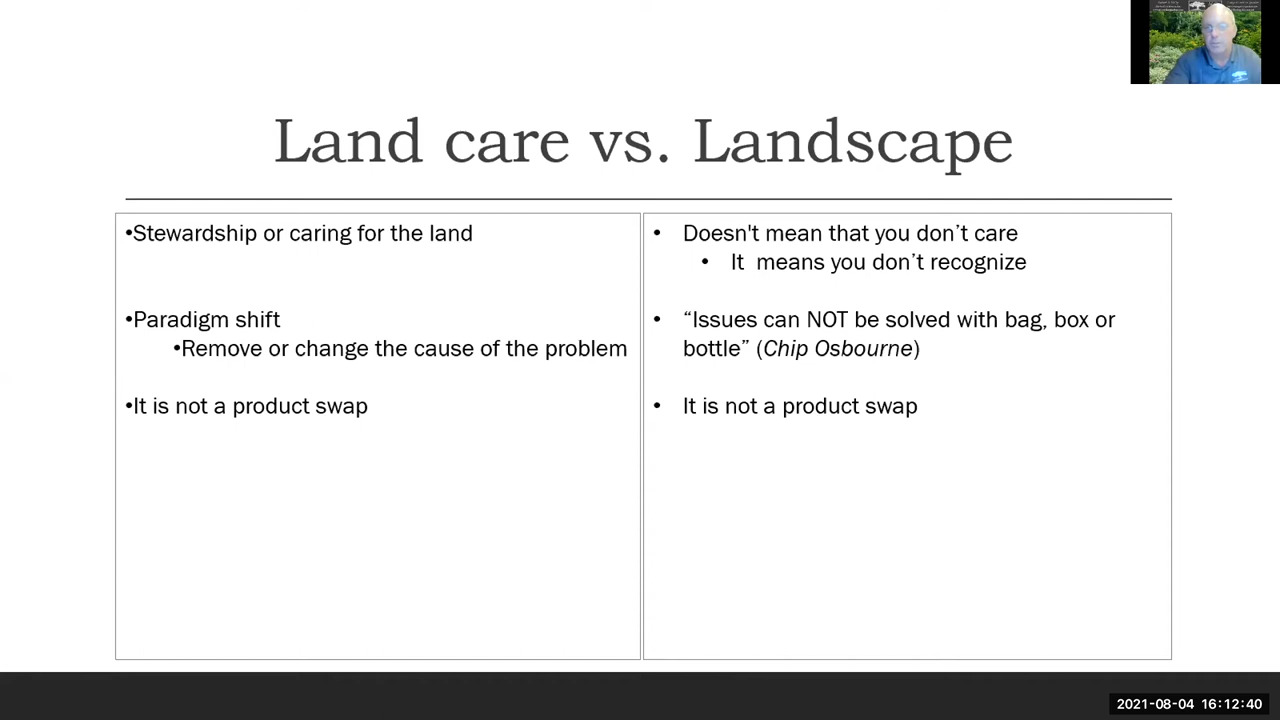 Land care vs. Landscape
•Stewardship or caring for the land
•Paradigm shift
•Remove or change the cause of the problem
•It is not a product swap
• Doesn't mean that you don’t care
• It means you don’t recognize
• “Issues can NOT be solved with bag, box or
bottle” (Chip Osbourne)
• It is not a product swap
2021-08-04 16:12:40